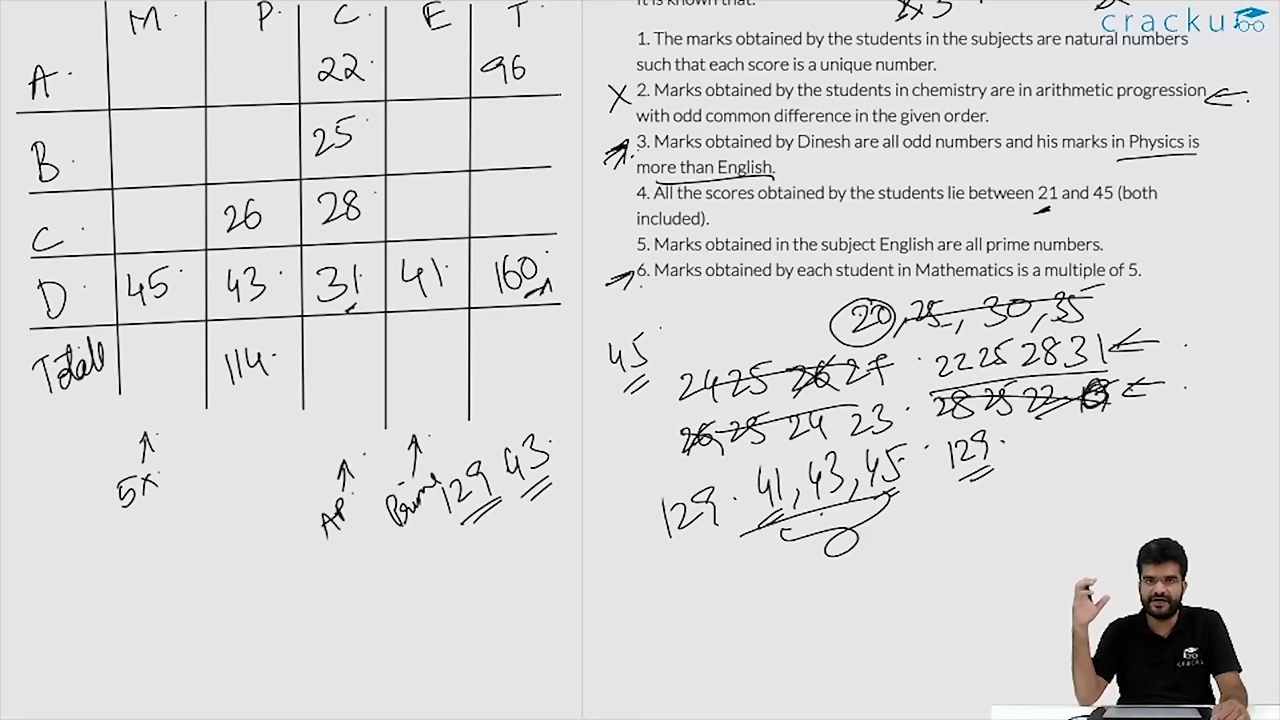 M. P. C. E T.
A. 22. 96
B. 25
C. 26 28
D. 45. 43. 31. 41. 160
Total 114.
5x AP Prime 129 43.
cracku
1. The marks obtained by the students in the subjects are natural numbers
such that each score is a unique number.
X 2. Marks obtained by the students in chemistry are in arithmetic progression
with odd common difference in the given order.
3. Marks obtained by Dinesh are all odd numbers and his marks in Physics is
more than English.
4. All the scores obtained by the students lie between 21 and 45 (both
included).
5. Marks obtained in the subject English are all prime numbers.
6. Marks obtained by each student in Mathematics is a multiple of 5.
20, 25, 30, 35
45
24 25 26 27 22 25 28 31
26, 25 24 23 28 25 22
129. 41, 43, 45 129.